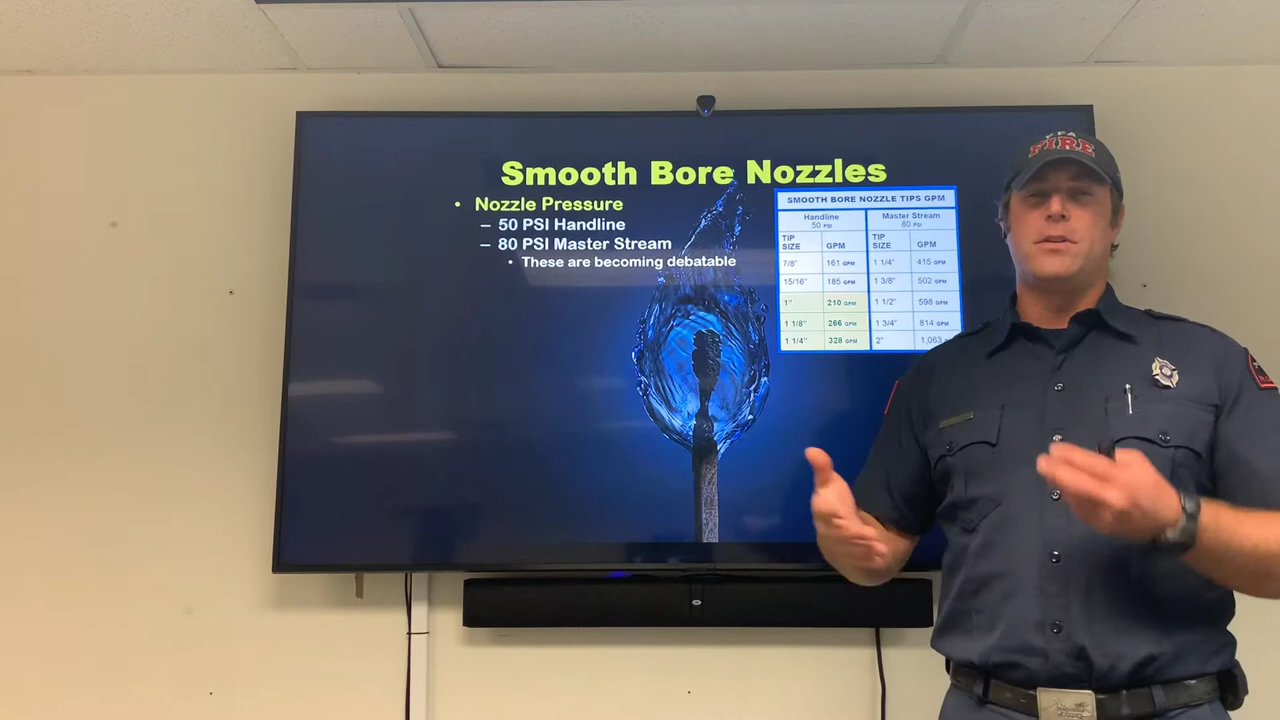 Smooth Bore Nozzles
• Nozzle Pressure
– 50 PSI Handline
– 80 PSI Master Stream
• These are becoming debatable
SMOOTH BORE NOZZLE TIPS GPM
Handline Master Stream
50 PSI 80 PSI
TIP SIZE GPM TIP SIZE GPM
7/8" 161 GPM 1 1/4" 415 GPM
15/16" 185 GPM 1 3/8" 502 GPM
1" 210 GPM 1 1/2" 598 GPM
1 1/8" 266 GPM 1 3/4" 814 GPM
1 1/4" 328 GPM 2" 1,063
FIRE